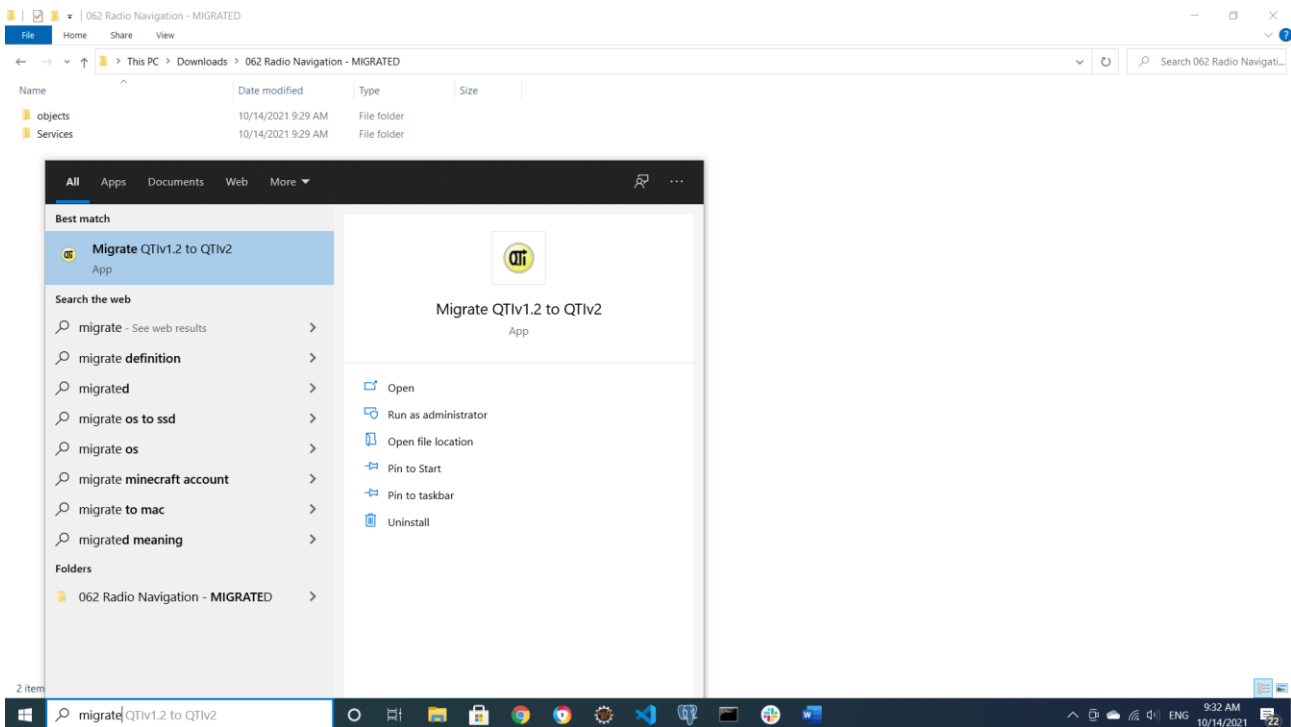 062 Radio Navigation - MIGRATED
File Home Share View
This PC > Downloads > 062 Radio Navigation - MIGRATED
Search 062 Radio Navigati...
Name Date modified Type Size
objects 10/14/2021 9:29 AM File folder
Services 10/14/2021 9:29 AM File folder
All Apps Documents Web More
Best match
Migrate QTIv1.2 to QTIv2
App
Search the web
migrate - See web results
migrate definition
migrated
migrate os to ssd
migrate os
migrate minecraft account
migrate to mac
migrated meaning
Folders
062 Radio Navigation - MIGRATED
QTI
Migrate QTIv1.2 to QTIv2
App
Open
Run as administrator
Open file location
Pin to Start
Pin to taskbar
Uninstall
2 item
migrate QTIv1.2 to QTIv2
ENG
9:32 AM
10/14/2021
22